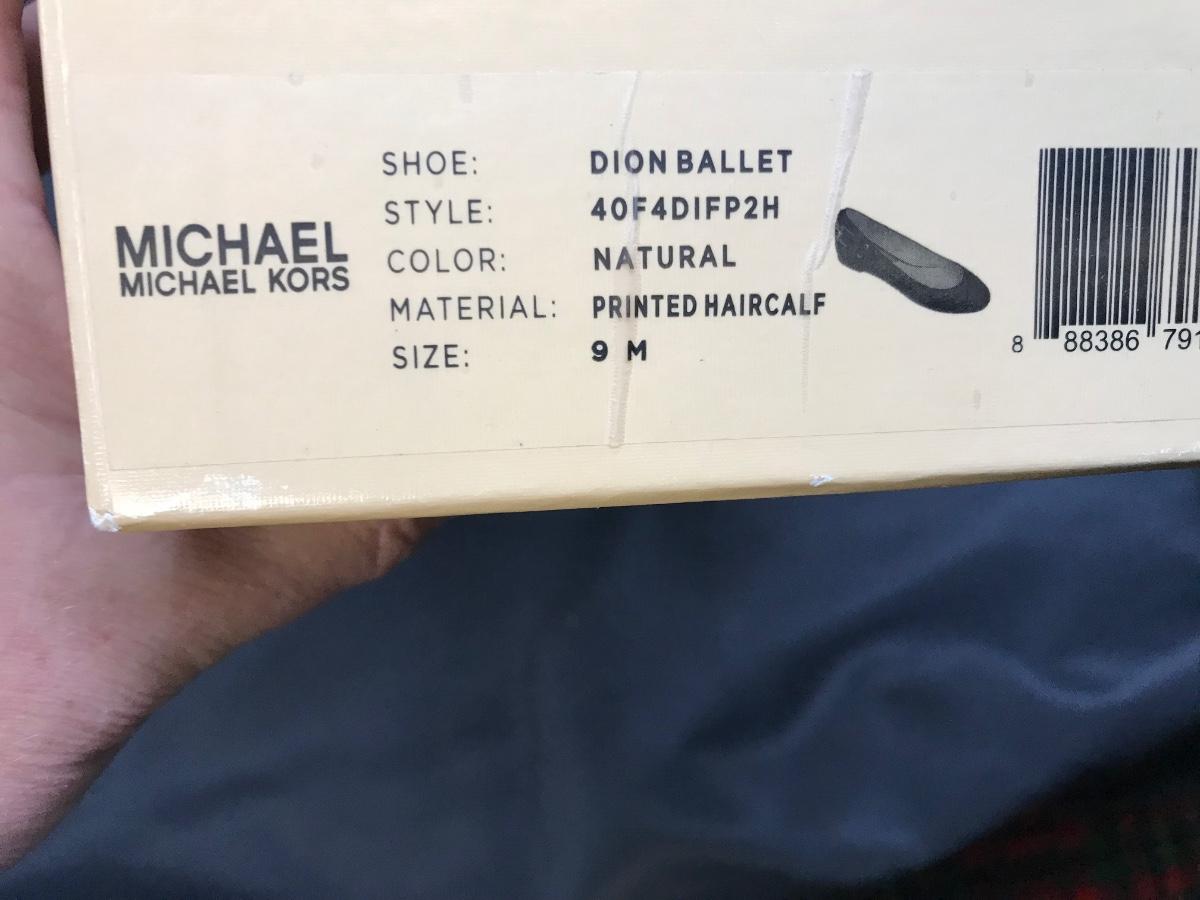 MICHAEL
MICHAEL KORS
SHOE: DION BALLET
STYLE: 40F4DIFP2H
COLOR: NATURAL
MATERIAL: PRINTED HAIRCALF
SIZE: 9 M
8 88386 791